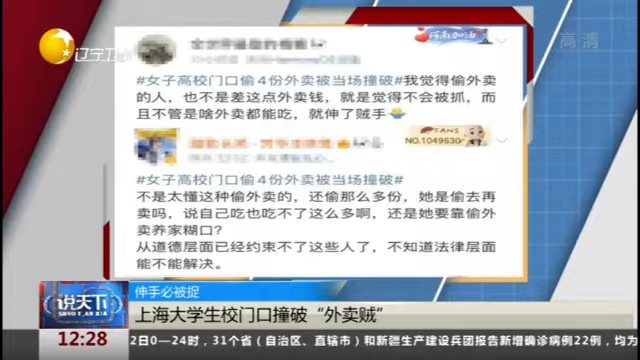 辽宁卫视
河南加油
高清
#女子高校门口偷4份外卖被当场撞破#我觉得偷外卖
的人，也不是差这点外卖钱，就是觉得不会被抓，而
且不管是啥外卖都能吃，就伸了贼手
FANS
NO.1049630
#女子高校门口偷4份外卖被当场撞破#
不是太懂这种偷外卖的，还偷那么多份，她是偷去再
卖吗，说自己吃也吃不了这么多啊，还是她要靠偷外
卖养家糊口？
从道德层面已经约束不了这些人了，不知道法律层面
能不能解决。
伸手必被捉
说天下
SHUO TIAN XIA
上海大学生校门口撞破“外卖贼”
12:28
2日0—24时，31个省（自治区、直辖市）和新疆生产建设兵团报告新增确诊病例22例，均为